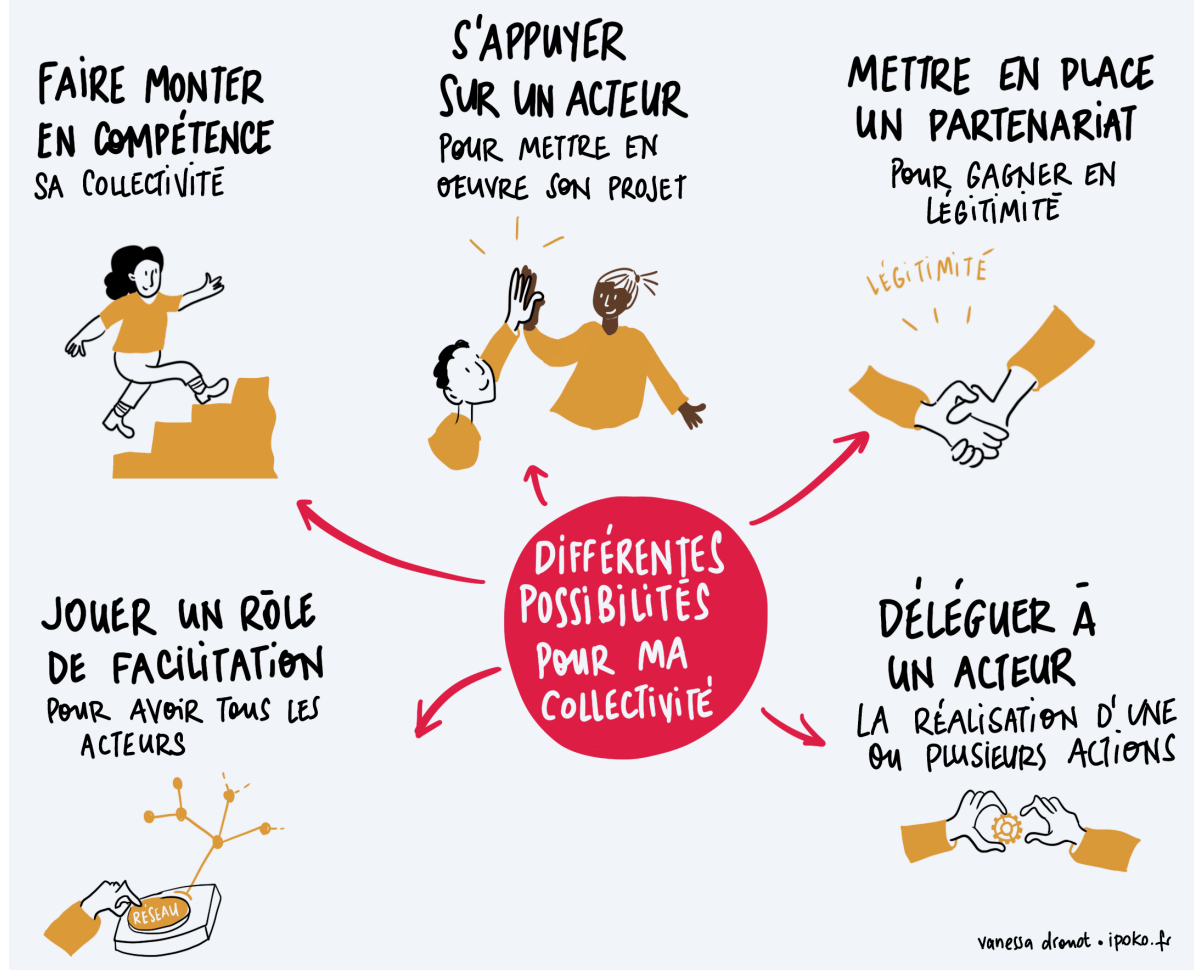 FAIRE MONTER
EN COMPÉTENCE
SA COLLECTIVITÉ
S'APPUYER
SUR UN ACTEUR
POUR METTRE EN
OEUVRE SON PROJET
METTRE EN PLACE
UN PARTENARIAT
POUR GAGNER EN
LÉGITIMITÉ
LÉGITIMITÉ
DIFFÉRENTES
POSSIBILITÉS
POUR MA
COLLECTIVITÉ
JOUER UN RÔLE
DE FACILITATION
POUR AVOIR TOUS LES
ACTEURS
RÉSEAU
DÉLÉGUER À
UN ACTEUR
LA RÉALISATION D'UNE
OU PLUSIEURS ACTIONS
vanessa drouot • ipoko.fr